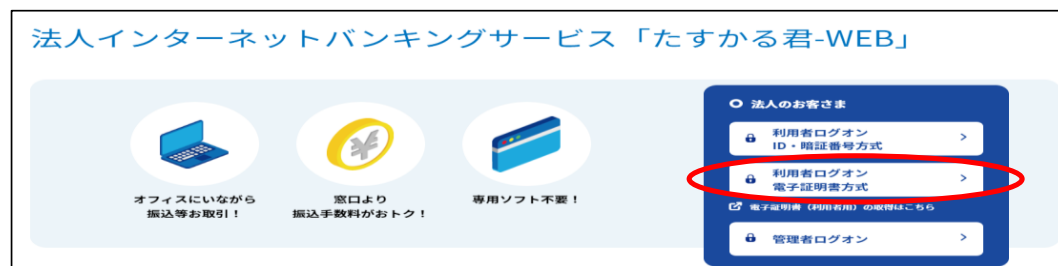 法人インターネットバンキングサービス「たすかる君-WEB」
法人のお客さま
利用者ログオン
ID・暗証番号方式
利用者ログオン
電子証明書方式
電子証明書（利用者用）の取得はこちら
管理者ログオン
オフィスにいながら
振込等お取引！
¥
窓口より
振込手数料がおトク！
専用ソフト不要！